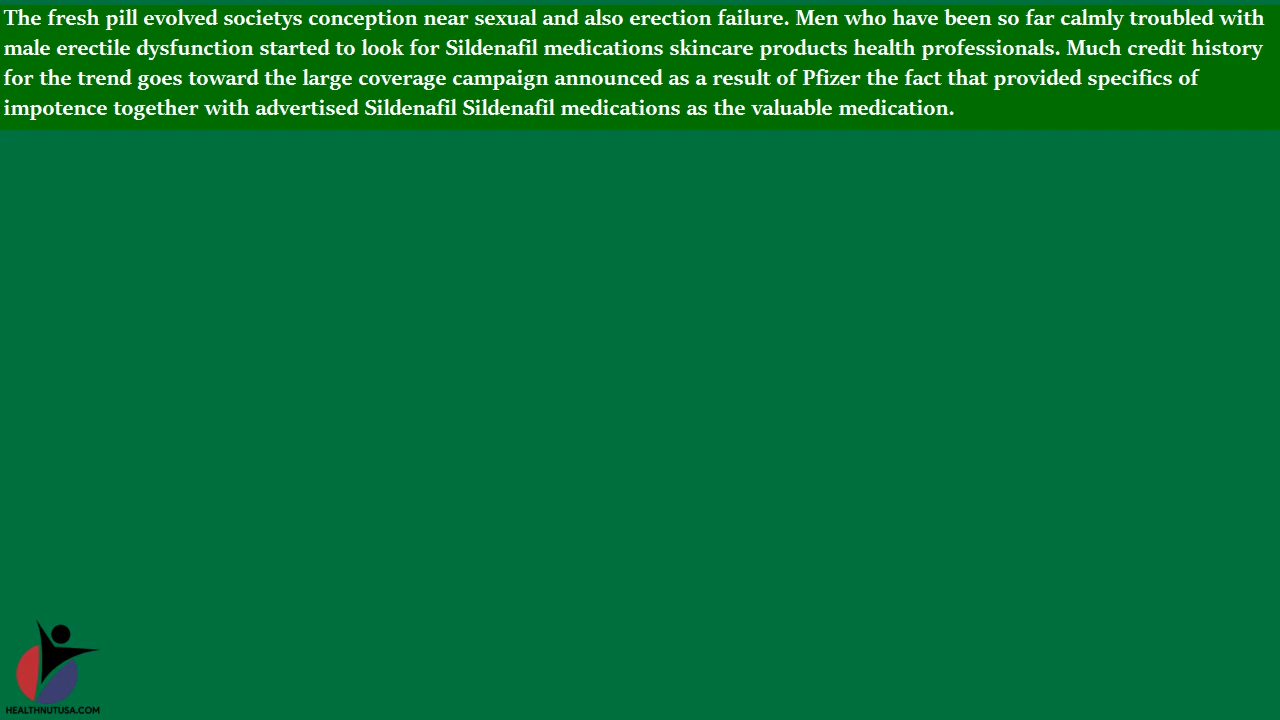 The fresh pill evolved societys conception near sexual and also erection failure. Men who have been so far calmly troubled with
male erectile dysfunction started to look for Sildenafil medications skincare products health professionals. Much credit history
for the trend goes toward the large coverage campaign announced as a result of Pfizer the fact that provided specifics of
impotence together with advertised Sildenafil Sildenafil medications as the valuable medication.
HEALTHNUTUSA.COM